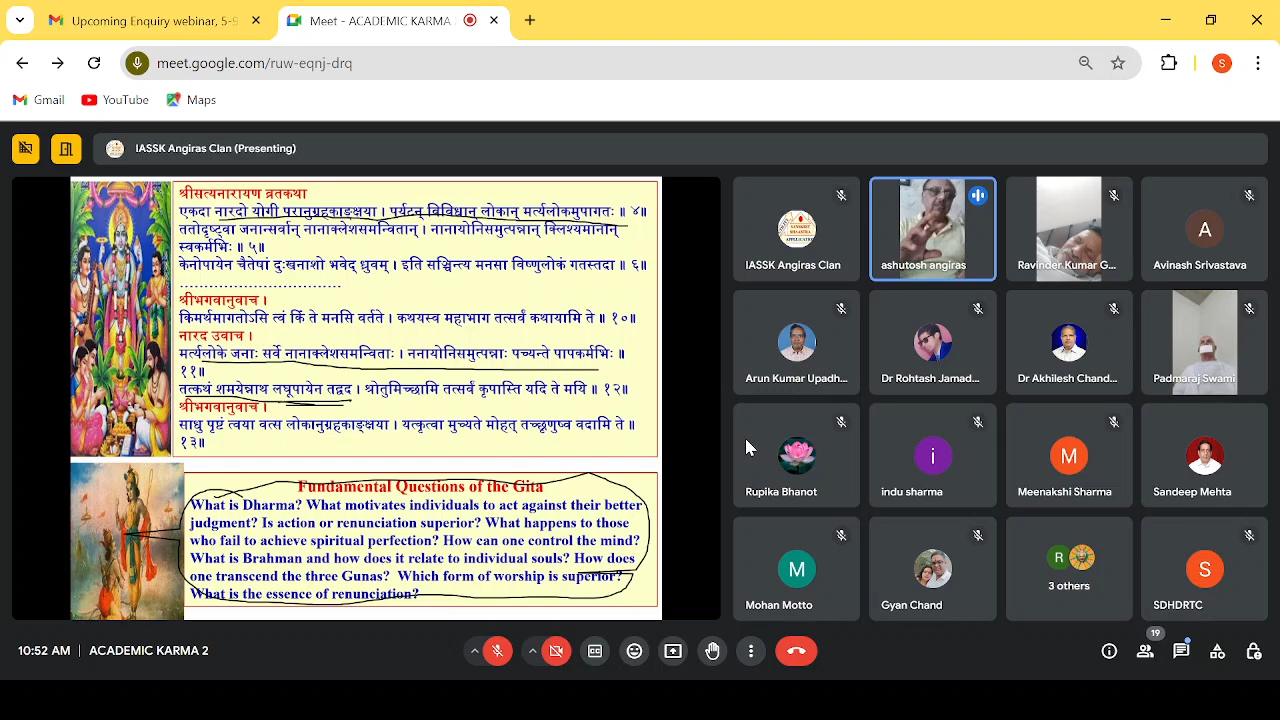 Upcoming Enquiry webinar, 5-9
Meet - ACADEMIC KARMA
meet.google.com/ruw-eqnj-drq
S
Gmail
YouTube
Maps
IASSK Angiras Clan (Presenting)
श्रीसत्यनारायण व्रतकथा
एकदा नारदो योगी परानुग्रहकाङ्क्षया । पर्यटन् विविधान् लोकान् मर्त्यलोकमुपागतः ॥ ४॥
ततोदृष्ट्वा जनान्सर्वान् नानाक्लेशसमन्वितान् । नानायोनिसमुत्पन्नान् क्लिश्यमानान्
स्वकर्मभिः ॥ ५॥
केनोपायेन चैतेषां दुःखनाशो भवेद् ध्रुवम् । इति सञ्चिन्त्य मनसा विष्णुलोकं गतस्तदा ॥ ६॥
................................
श्रीभगवानुवाच ।
किमर्थमागतोऽसि त्वं किं ते मनसि वर्तते । कथयस्व महाभाग तत्सर्वं कथायामि ते ॥ १०॥
नारद उवाच ।
मर्त्यलोके जनाः सर्वे नानाक्लेशसमन्विताः । ननायोनिसमुत्पन्नाः पच्यन्ते पापकर्मभिः ॥
११॥
तत्कथं शमयेन्नाथ लघूपायेन तद्वद । श्रोतुमिच्छामि तत्सर्वं कृपास्ति यदि ते मयि ॥ १२॥
श्रीभगवानुवाच ।
साधु पृष्टं त्वया वत्स लोकानुग्रहकाङ्क्षया । यत्कृत्वा मुच्यते मोहत् तच्छृणुष्व वदामि ते ॥
१३॥
Fundamental Questions of the Gita
What is Dharma? What motivates individuals to act against their better
judgment? Is action or renunciation superior? What happens to those
who fail to achieve spiritual perfection? How can one control the mind?
What is Brahman and how does it relate to individual souls? How does
one transcend the three Gunas? Which form of worship is superior?
What is the essence of renunciation?
IASSK Angiras Clan
ashutosh angiras
Ravinder Kumar G...
A
Avinash Srivastava
Arun Kumar Upadh...
Dr Rohtash Jamad...
Dr Akhilesh Chand...
Padmaraj Swami
Rupika Bhanot
i
indu sharma
M
Meenakshi Sharma
Sandeep Mehta
M
Mohan Motto
Gyan Chand
R
3 others
S
SDHDRTC
10:52 AM
ACADEMIC KARMA 2
19